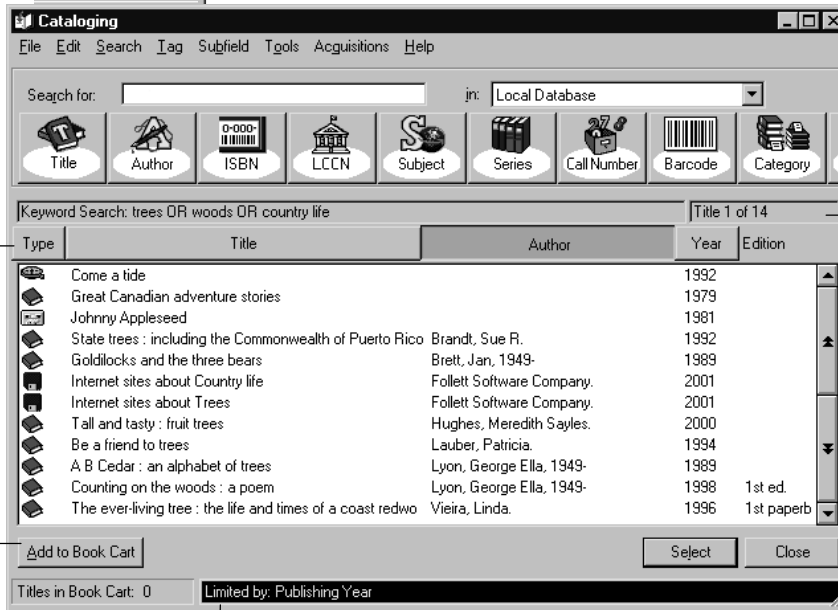 Cataloging
File Edit Search Tag Subfield Tools Acquisitions Help
Search for: in: Local Database
0-000- 27 8
Title Author ISBN LCCN Subject Series Call Number Barcode Category
Keyword Search: trees OR woods OR country life Title 1 of 14
Type Title Author Year Edition
Come a tide 1992
Great Canadian adventure stories 1979
Johnny Appleseed 1981
State trees : including the Commonwealth of Puerto Rico Brandt, Sue R. 1992
Goldilocks and the three bears Brett, Jan, 1949- 1989
Internet sites about Country life Follett Software Company. 2001
Internet sites about Trees Follett Software Company. 2001
Tall and tasty : fruit trees Hughes, Meredith Sayles. 2000
Be a friend to trees Lauber, Patricia. 1994
A B Cedar : an alphabet of trees Lyon, George Ella, 1949- 1989
Counting on the woods : a poem Lyon, George Ella, 1949- 1998 1st ed.
The ever-living tree : the life and times of a coast redwo Vieira, Linda. 1996 1st paperb
Add to Book Cart Select Close
Titles in Book Cart: 0 Limited by: Publishing Year